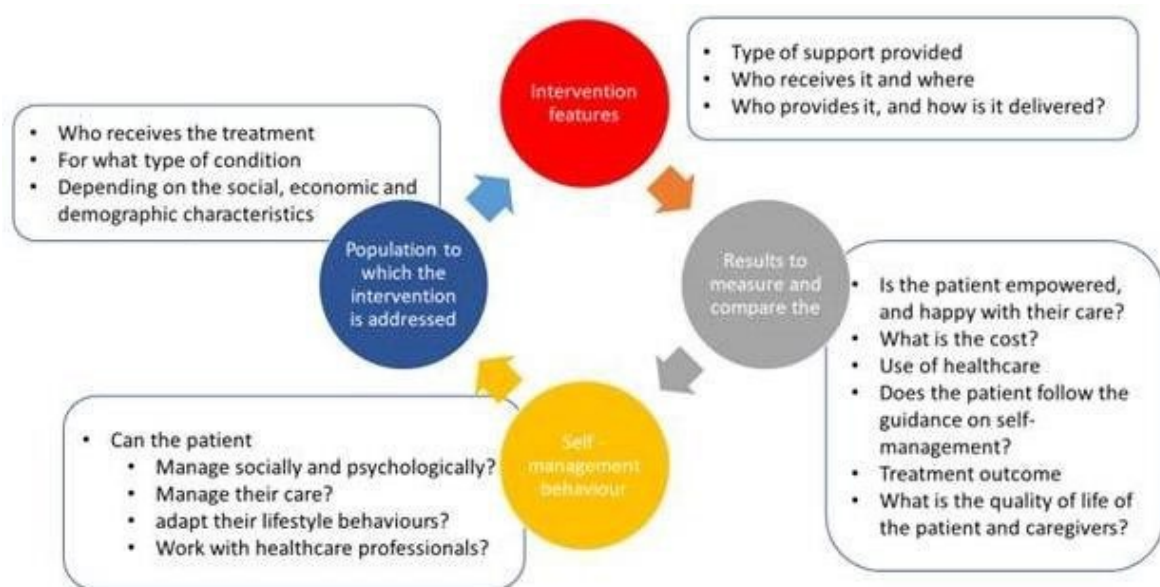 Intervention
features
• Type of support provided
• Who receives it and where
• Who provides it, and how is it delivered?
• Who receives the treatment
• For what type of condition
• Depending on the social, economic and
demographic characteristics
Population to
which the
intervention
is addressed
Results to
measure and
compare the
• Is the patient empowered,
and happy with their care?
• What is the cost?
• Use of healthcare
• Does the patient follow the
guidance on self-
management?
• Treatment outcome
• What is the quality of life of
the patient and caregivers?
Self -
management
behaviour
• Can the patient
• Manage socially and psychologically?
• Manage their care?
• adapt their lifestyle behaviours?
• Work with healthcare professionals?